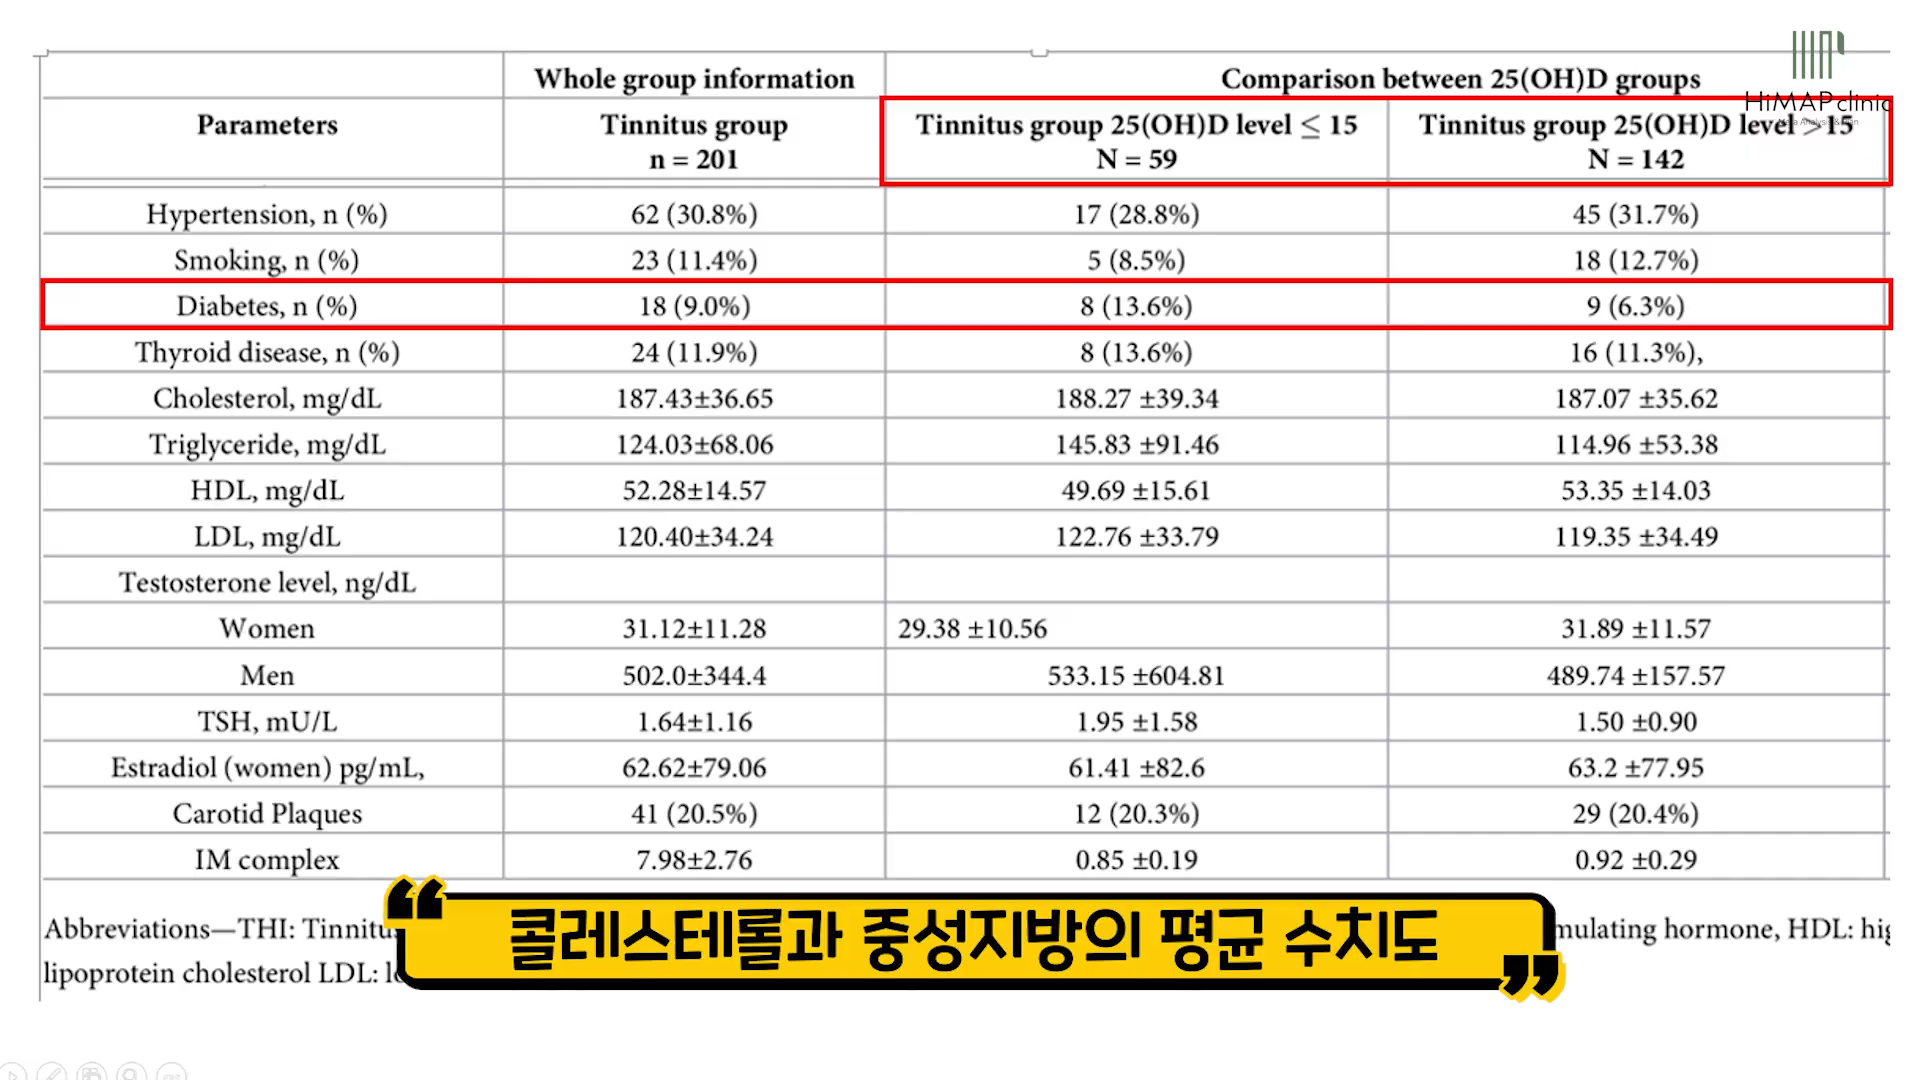 HiMAP clinic
Whole group information Comparison between 25(OH)D groups
Parameters Tinnitus group Tinnitus group 25(OH)D level ≤ 15 Tinnitus group 25(OH)D level >15
n = 201 N = 59 N = 142
Hypertension, n (%) 62 (30.8%) 17 (28.8%) 45 (31.7%)
Smoking, n (%) 23 (11.4%) 5 (8.5%) 18 (12.7%)
Diabetes, n (%) 18 (9.0%) 8 (13.6%) 9 (6.3%)
Thyroid disease, n (%) 24 (11.9%) 8 (13.6%) 16 (11.3%),
Cholesterol, mg/dL 187.43±36.65 188.27 ±39.34 187.07 ±35.62
Triglyceride, mg/dL 124.03±68.06 145.83 ±91.46 114.96 ±53.38
HDL, mg/dL 52.28±14.57 49.69 ±15.61 53.35 ±14.03
LDL, mg/dL 120.40±34.24 122.76 ±33.79 119.35 ±34.49
Testosterone level, ng/dL
Women 31.12±11.28 29.38 ±10.56 31.89 ±11.57
Men 502.0±344.4 533.15 ±604.81 489.74 ±157.57
TSH, mU/L 1.64±1.16 1.95 ±1.58 1.50 ±0.90
Estradiol (women) pg/mL, 62.62±79.06 61.41 ±82.6 63.2 ±77.95
Carotid Plaques 41 (20.5%) 12 (20.3%) 29 (20.4%)
IM complex 7.98±2.76 0.85 ±0.19 0.92 ±0.29
Abbreviations—THI: Tinnitu mulating hormone, HDL: hig
lipoprotein cholesterol LDL: l
“콜레스테롤과 중성지방의 평균 수치도”